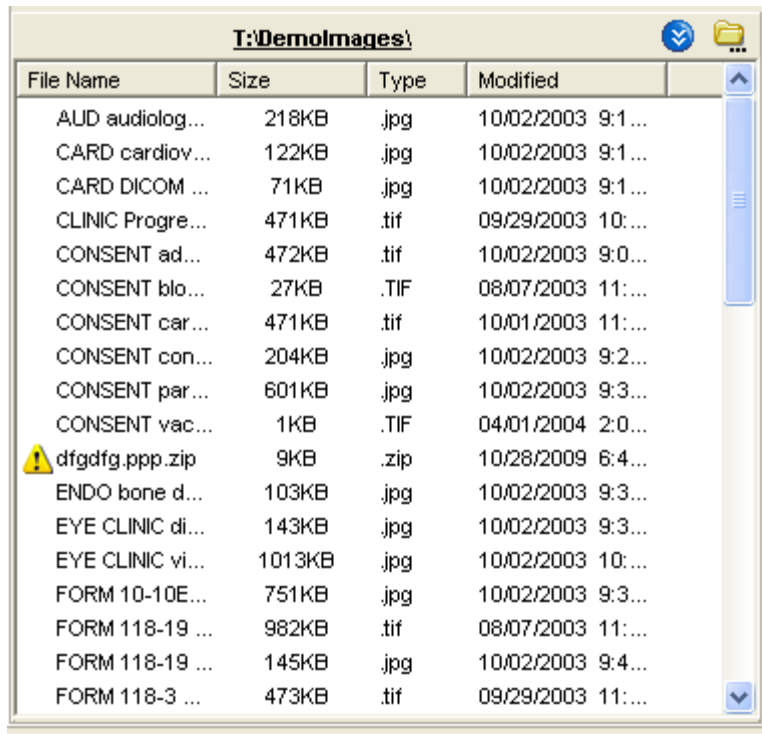 T:\DemoImages\
File Name Size Type Modified
AUD audiolog... 218KB .jpg 10/02/2003 9:1...
CARD cardiov... 122KB .jpg 10/02/2003 9:1...
CARD DICOM ... 71KB .jpg 10/02/2003 9:1...
CLINIC Progre... 471KB .tif 09/29/2003 10:...
CONSENT ad... 472KB .tif 10/02/2003 9:0...
CONSENT blo... 27KB .TIF 08/07/2003 11:...
CONSENT car... 471KB .tif 10/01/2003 11:...
CONSENT con... 204KB .jpg 10/02/2003 9:2...
CONSENT par... 601KB .jpg 10/02/2003 9:3...
CONSENT vac... 1KB .TIF 04/01/2004 2:0...
dfgdfg.ppp.zip 9KB .zip 10/28/2009 6:4...
ENDO bone d... 103KB .jpg 10/02/2003 9:3...
EYE CLINIC di... 143KB .jpg 10/02/2003 9:3...
EYE CLINIC vi... 1013KB .jpg 10/02/2003 10:...
FORM 10-10E... 751KB .jpg 10/02/2003 9:3...
FORM 118-19 ... 982KB .tif 08/07/2003 11:...
FORM 118-19 ... 145KB .jpg 10/02/2003 9:4...
FORM 118-3 ... 473KB .tif 09/29/2003 11:...